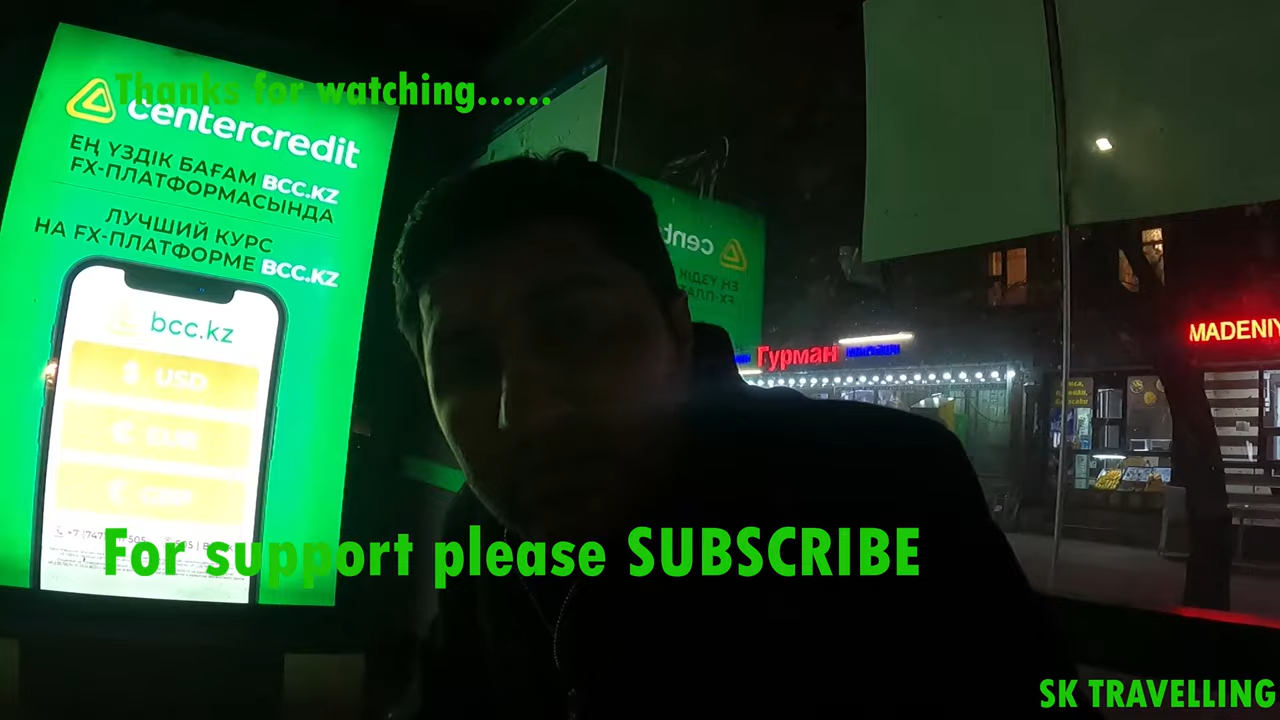 Thanks for watching......
centercredit
ЕҢ ҮЗДІК БАҒАМ BCC.KZ
FX-ПЛАТФОРМАСЫНДА
ЛУЧШИЙ КУРС
НА FX-ПЛАТФОРМЕ BCC.KZ
bcc.kz
$ USD
€ EUR
For support please SUBSCRIBE
Гурман
MADENIY
SK TRAVELLING